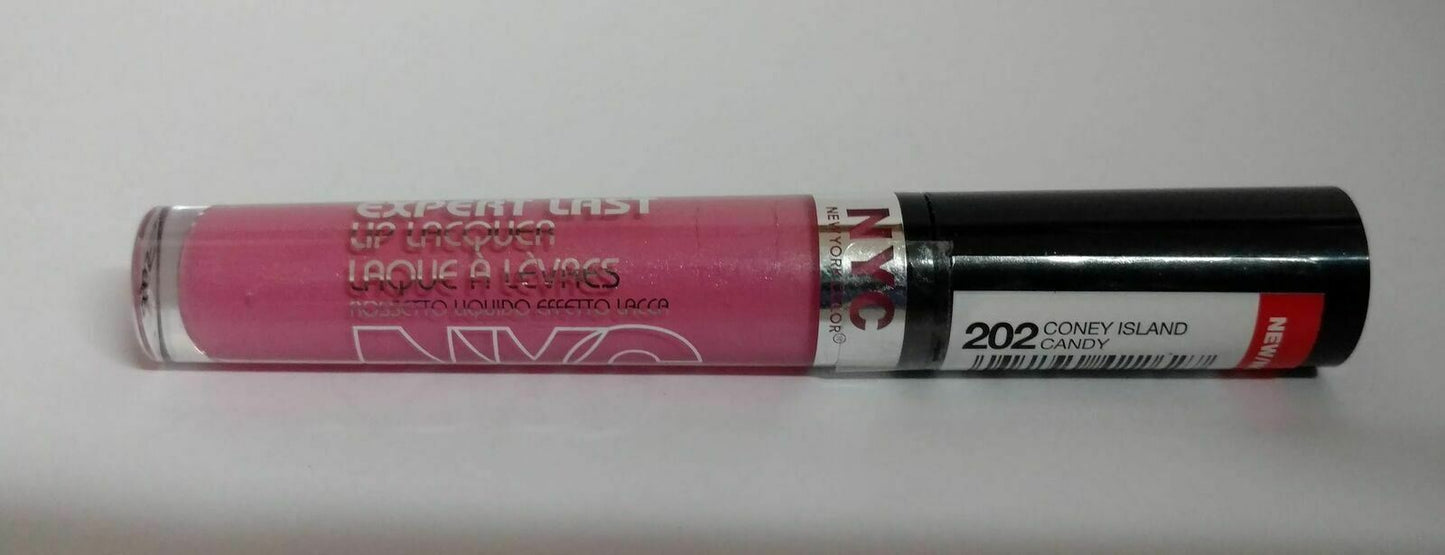 EXPERT LAST
LIP LACQUER
LAQUE À LÈVRES
ROSSETTO LIQUIDO EFFETTO LACCA
NYC
NYC
NEW YORK COLOR®
202 CONEY ISLAND
CANDY
NEW/